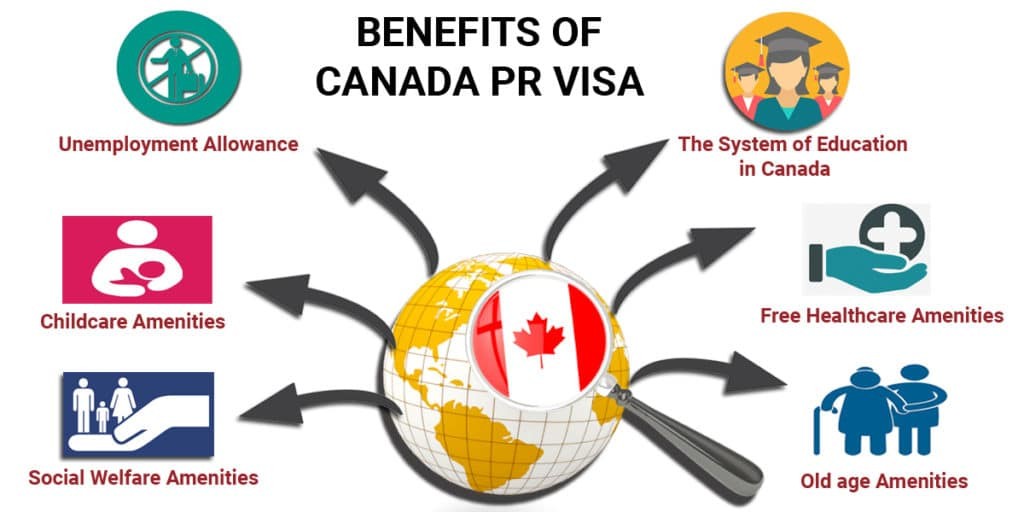 BENEFITS OF
CANADA PR VISA
Unemployment Allowance
The System of Education
in Canada
Childcare Amenities
Free Healthcare Amenities
Social Welfare Amenities
Old age Amenities